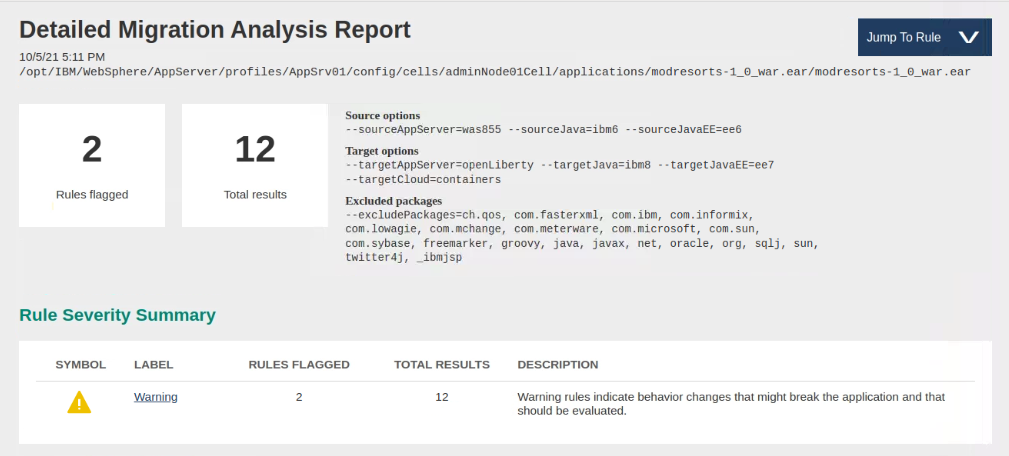 Detailed Migration Analysis Report
Jump To Rule
10/5/21 5:11 PM
/opt/IBM/WebSphere/AppServer/profiles/AppSrv01/config/cells/adminNode01Cell/applications/modresorts-1_0_war.ear/modresorts-1_0_war.ear
2
Rules flagged
12
Total results
Source options
--sourceAppServer=was855 --sourceJava=ibm6 --sourceJavaEE=ee6
Target options
--targetAppServer=openLiberty --targetJava=ibm8 --targetJavaEE=ee7
--targetCloud=containers
Excluded packages
--excludePackages=ch.qos, com.fasterxml, com.ibm, com.informix,
com.lowagie, com.mchange, com.meterware, com.microsoft, com.sun,
com.sybase, freemarker, groovy, java, javax, net, oracle, org, sqlj, sun,
twitter4j, _ibmjsp
Rule Severity Summary
SYMBOL LABEL RULES FLAGGED TOTAL RESULTS DESCRIPTION
Warning 2 12 Warning rules indicate behavior changes that might break the application and that
should be evaluated.